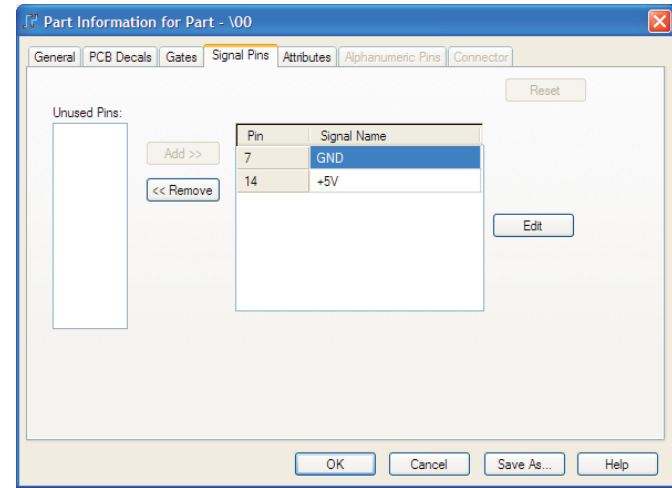 Part Information for Part - \00
General PCB Decals Gates Signal Pins Attributes Alphanumeric Pins Connector
Reset
Unused Pins:
Pin Signal Name
Add >>
7 GND
14 +5V
<< Remove
Edit
OK Cancel Save As... Help